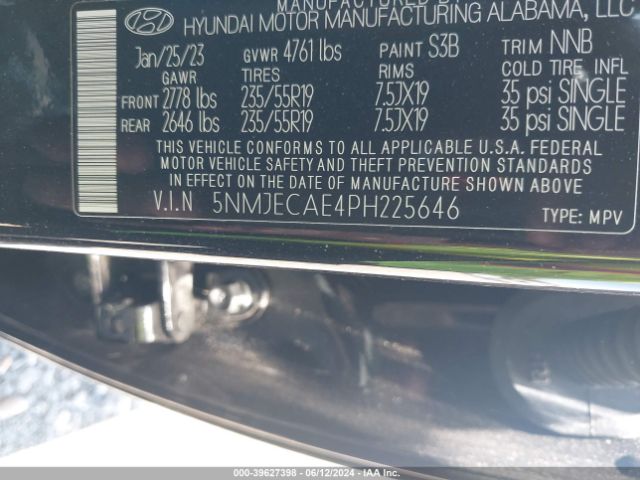 MANUFACTURED BY
HYUNDAI MOTOR MANUFACTURING ALABAMA, LLC
Jan/25/23 GVWR 4761 lbs PAINT S3B TRIM NNB
GAWR TIRES RIMS COLD TIRE INFL
FRONT 2778 lbs 235/55R19 7.5JX19 35 psi SINGLE
REAR 2646 lbs 235/55R19 7.5JX19 35 psi SINGLE
THIS VEHICLE CONFORMS TO ALL APPLICABLE U.S.A. FEDERAL
MOTOR VEHICLE SAFETY AND THEFT PREVENTION STANDARDS
IN EFFECT ON THE DATE OF MANUFACTURE SHOWN ABOVE.
V.I.N 5NMJECAE4PH225646 TYPE: MPV
000-39627398 - 06/12/2024 - IAA Inc.